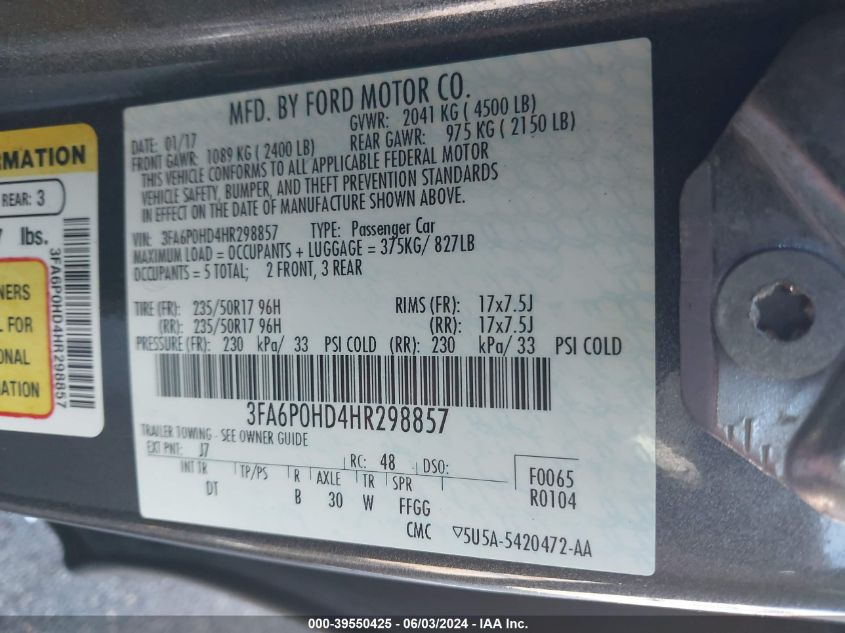 RMATION
REAR: 3
7 lbs.
NERS
L FOR
ONAL
ATION
3FA6P0HD4HR298857
MFD. BY FORD MOTOR CO.
DATE: 01/17 GVWR: 2041 KG ( 4500 LB)
FRONT GAWR: 1089 KG ( 2400 LB) REAR GAWR: 975 KG ( 2150 LB)
THIS VEHICLE CONFORMS TO ALL APPLICABLE FEDERAL MOTOR
VEHICLE SAFETY, BUMPER, AND THEFT PREVENTION STANDARDS
IN EFFECT ON THE DATE OF MANUFACTURE SHOWN ABOVE.
VIN: 3FA6P0HD4HR298857 TYPE: Passenger Car
MAXIMUM LOAD = OCCUPANTS + LUGGAGE = 375KG/ 827LB
OCCUPANTS = 5 TOTAL; 2 FRONT, 3 REAR
TIRE (FR): 235/50R17 96H RIMS (FR): 17x7.5J
(RR): 235/50R17 96H (RR): 17x7.5J
PRESSURE (FR): 230 kPa/ 33 PSI COLD (RR): 230 kPa/ 33 PSI COLD
3FA6P0HD4HR298857
TRAILER TOWING - SEE OWNER GUIDE
EXT PNT: J7 RC: 48 DSO: F0065
INT TR TP/PS R AXLE TR SPR R0104
DT B 30 W FFGG
CMC ▽5U5A-5420472-AA
000-39550425 - 06/03/2024 - IAA Inc.